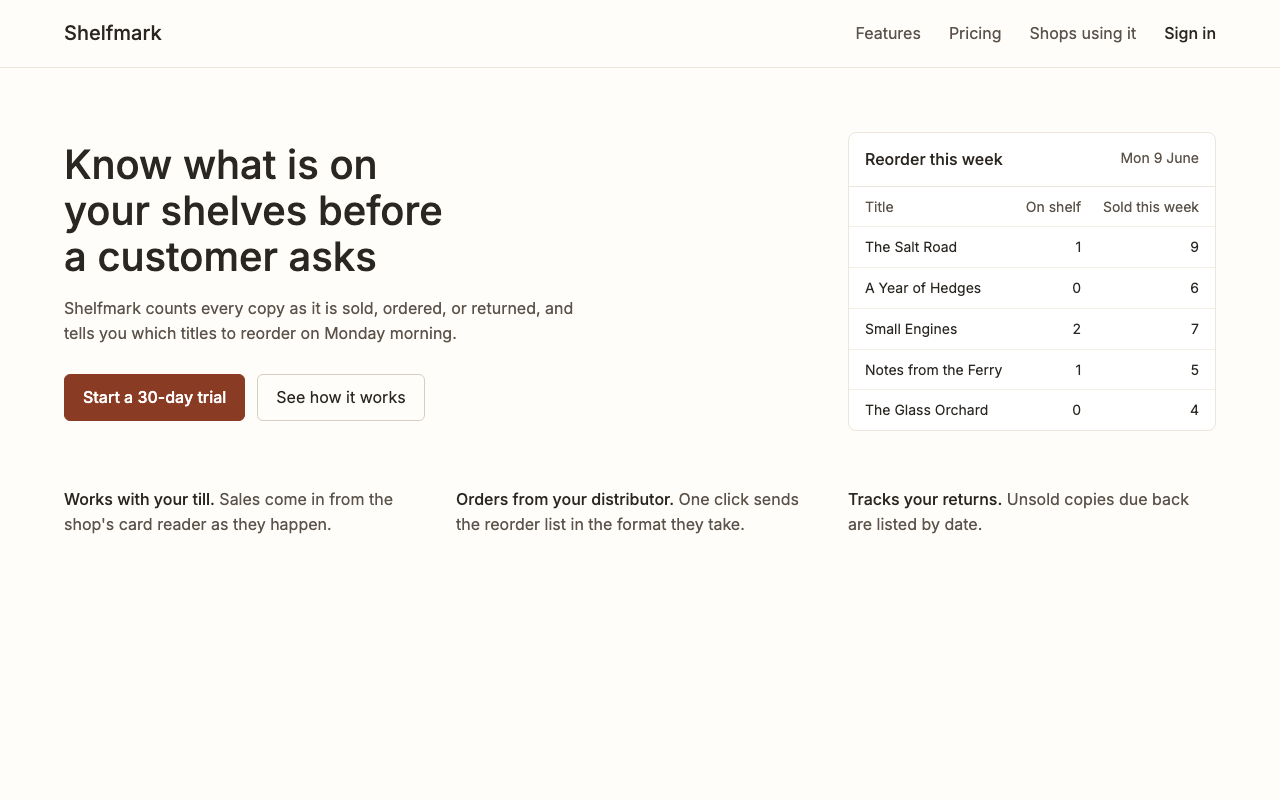 Shelfmark
Features Pricing Shops using it Sign in
Know what is on
your shelves before
a customer asks
Shelfmark counts every copy as it is sold, ordered, or returned, and
tells you which titles to reorder on Monday morning.
Start a 30-day trial
See how it works
Reorder this week Mon 9 June
Title On shelf Sold this week
The Salt Road 1 9
A Year of Hedges 0 6
Small Engines 2 7
Notes from the Ferry 1 5
The Glass Orchard 0 4
Works with your till. Sales come in from the
shop's card reader as they happen.
Orders from your distributor. One click sends
the reorder list in the format they take.
Tracks your returns. Unsold copies due back
are listed by date.